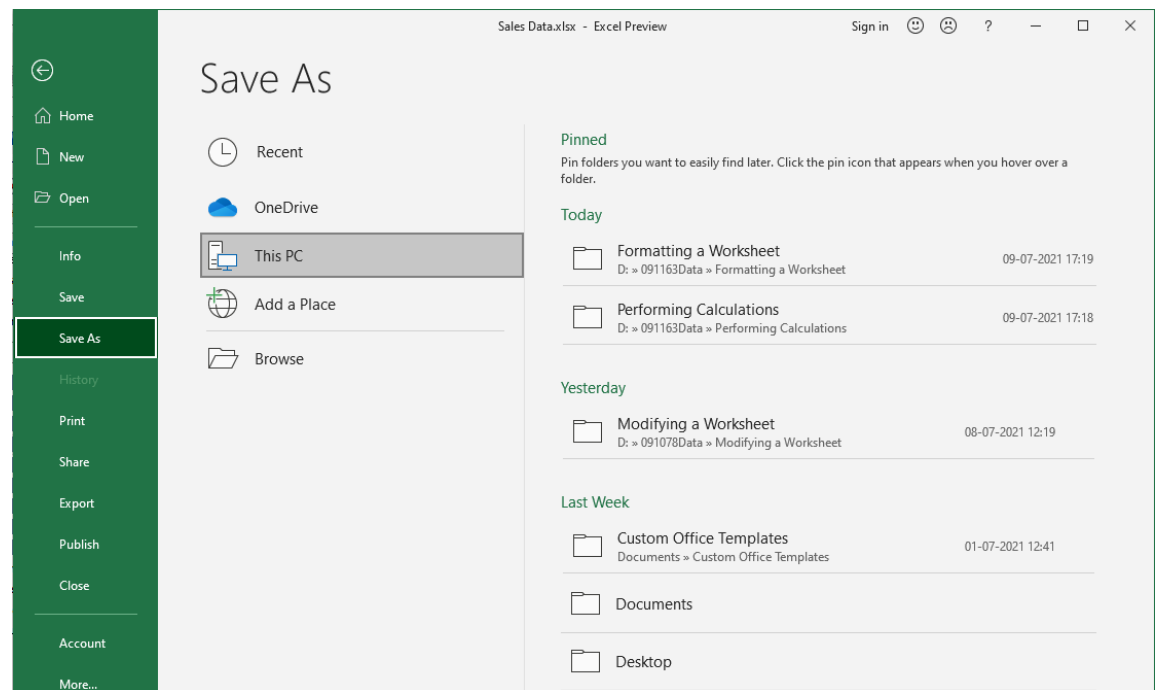 Sales Data.xlsx - Excel Preview
Sign in
?
Save As
Home
New
Open
Info
Save
Save As
History
Print
Share
Export
Publish
Close
Account
More...
Recent
OneDrive
This PC
Add a Place
Browse
Pinned
Pin folders you want to easily find later. Click the pin icon that appears when you hover over a
folder.
Today
Formatting a Worksheet
D: » 091163Data » Formatting a Worksheet
09-07-2021 17:19
Performing Calculations
D: » 091163Data » Performing Calculations
09-07-2021 17:18
Yesterday
Modifying a Worksheet
D: » 091078Data » Modifying a Worksheet
08-07-2021 12:19
Last Week
Custom Office Templates
Documents » Custom Office Templates
01-07-2021 12:41
Documents
Desktop